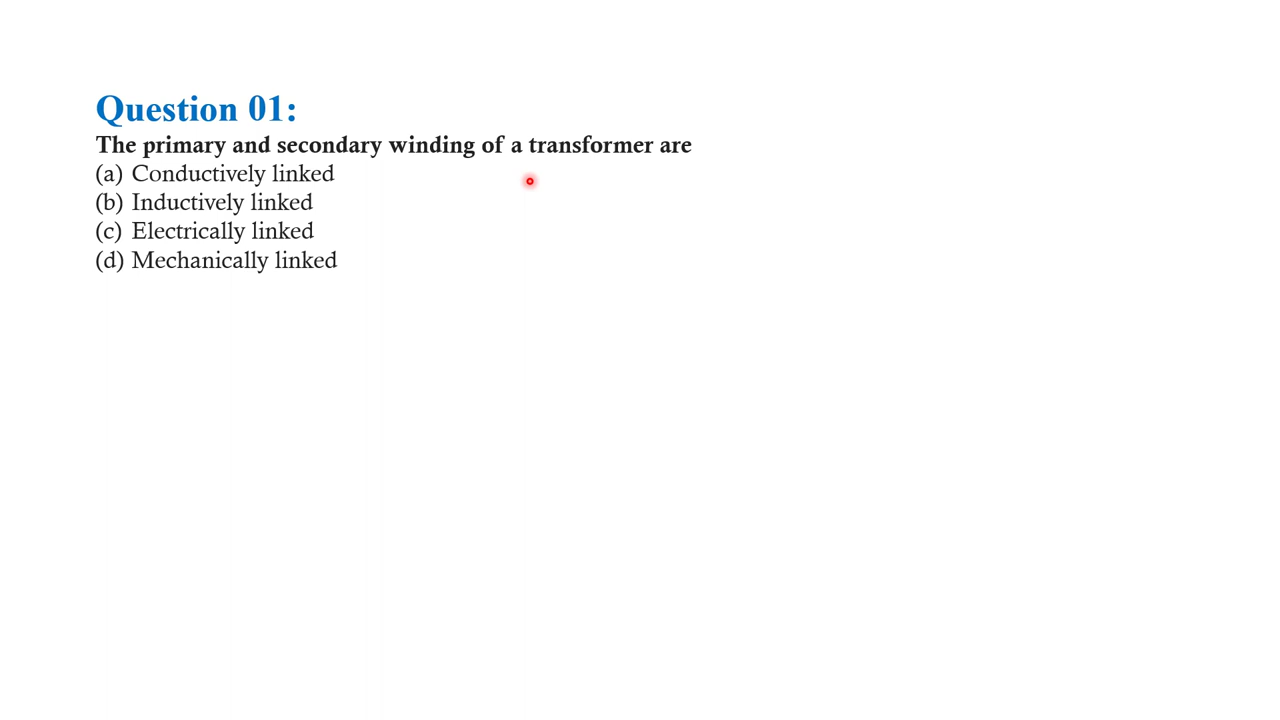 Question 01:
The primary and secondary winding of a transformer are
(a) Conductively linked
(b) Inductively linked
(c) Electrically linked
(d) Mechanically linked